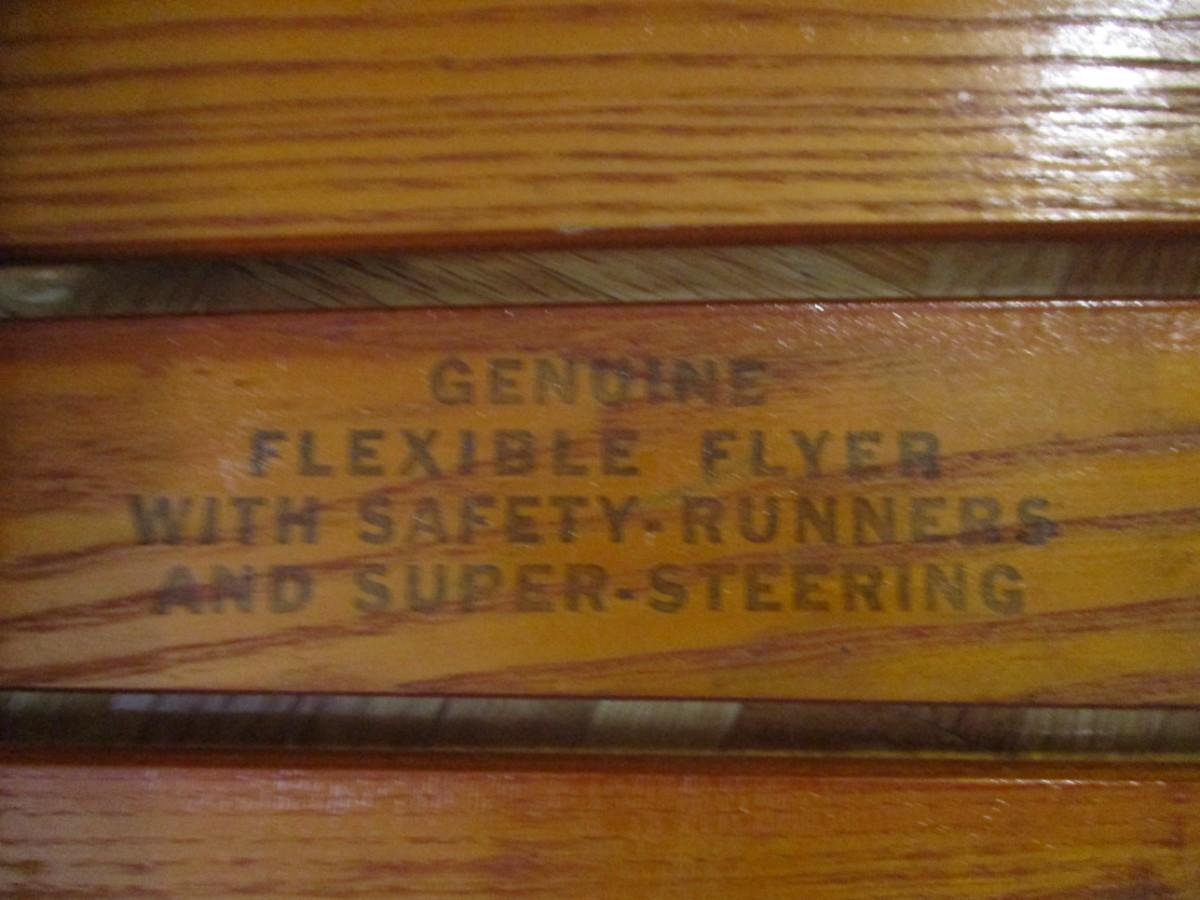 GENUINE
FLEXIBLE FLYER
WITH SAFETY-RUNNERS
AND SUPER-STEERING